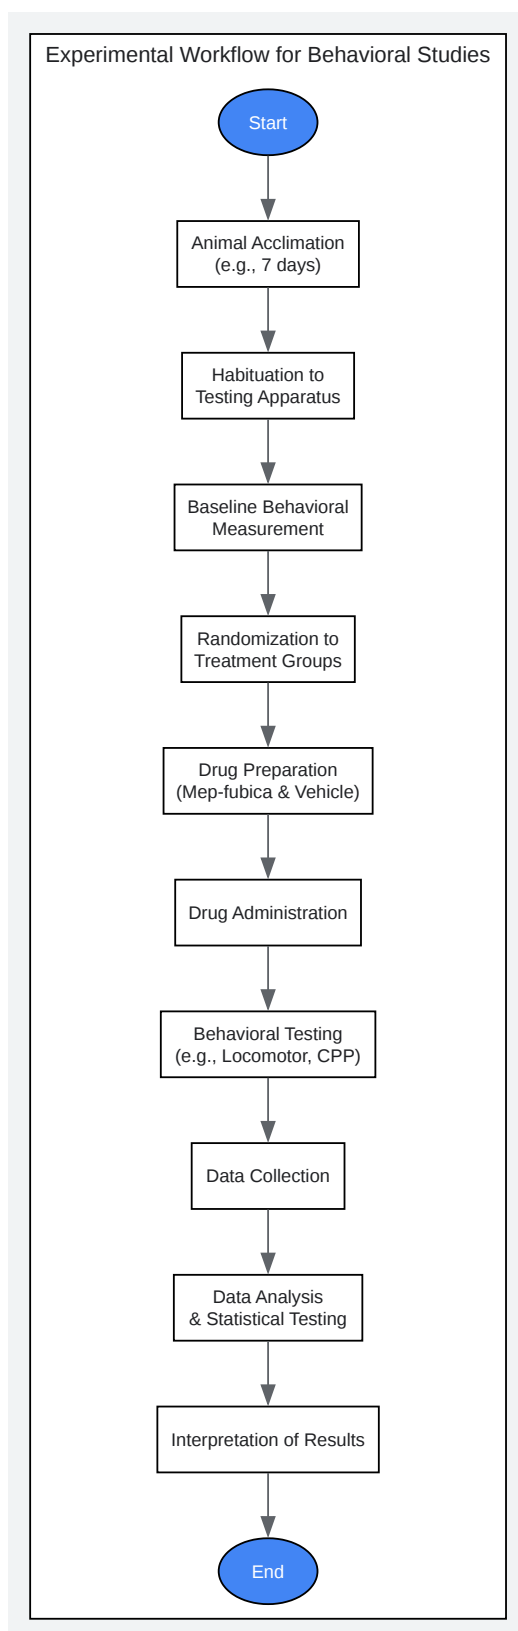 Experimental Workflow for Behavioral Studies
Start
Animal Acclimation
(e.g., 7 days)
Habituation to
Testing Apparatus
Baseline Behavioral
Measurement
Randomization to
Treatment Groups
Drug Preparation
(Mep-fubica & Vehicle)
Drug Administration
Behavioral Testing
(e.g., Locomotor, CPP)
Data Collection
Data Analysis
& Statistical Testing
Interpretation of Results
End